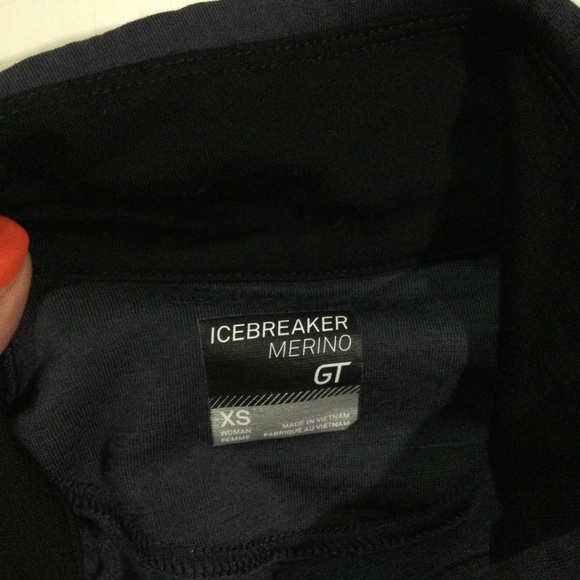 ICEBREAKER
MERINO
GT
XS
WOMAN
FEMME
MADE IN VIETNAM
FABRIQUÉ AU VIETNAM